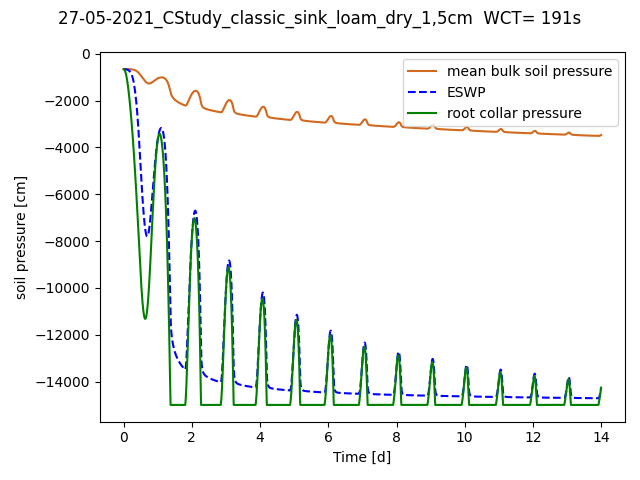 27-05-2021_CStudy_classic_sink_loam_dry_1,5cm  WCT= 191s
mean bulk soil pressure
ESWP
root collar pressure
soil pressure [cm]
0
−2000
−4000
−6000
−8000
−10000
−12000
−14000
0 2 4 6 8 10 12 14
Time [d]